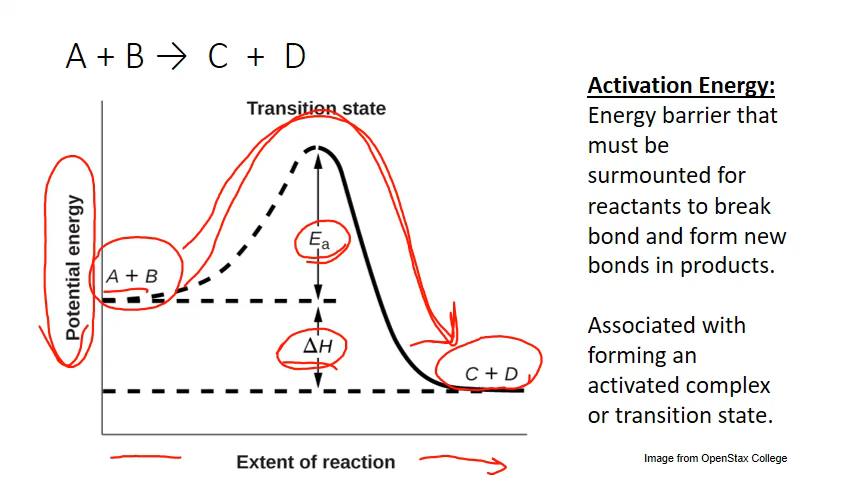 A + B → C + D
Transition state
Potential energy
A + B
Eₐ
ΔH
C + D
Extent of reaction
Activation Energy:
Energy barrier that
must be
surmounted for
reactants to break
bond and form new
bonds in products.
Associated with
forming an
activated complex
or transition state.
Image from OpenStax College